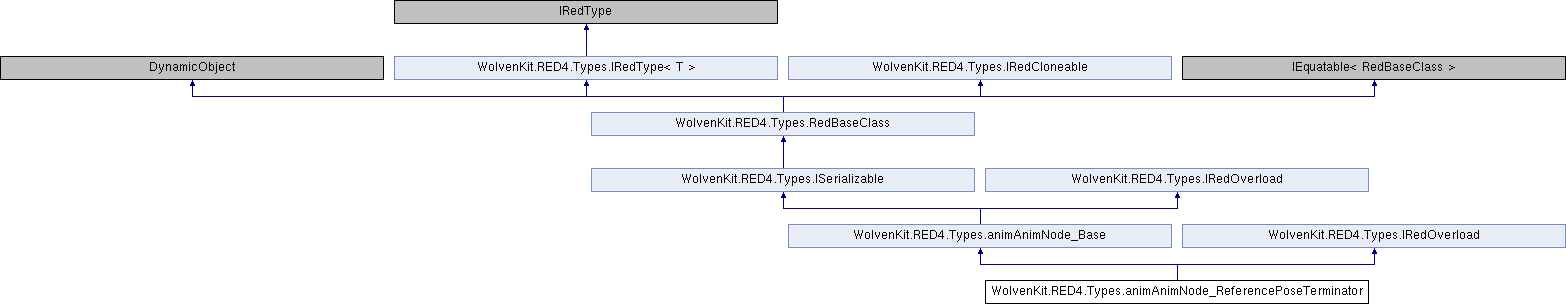 IRedType
DynamicObject
WolvenKit.RED4.Types.IRedType< T >
WolvenKit.RED4.Types.IRedCloneable
IEquatable< RedBaseClass >
WolvenKit.RED4.Types.RedBaseClass
WolvenKit.RED4.Types.ISerializable
WolvenKit.RED4.Types.IRedOverload
WolvenKit.RED4.Types.animAnimNode_Base
WolvenKit.RED4.Types.IRedOverload
WolvenKit.RED4.Types.animAnimNode_ReferencePoseTerminator